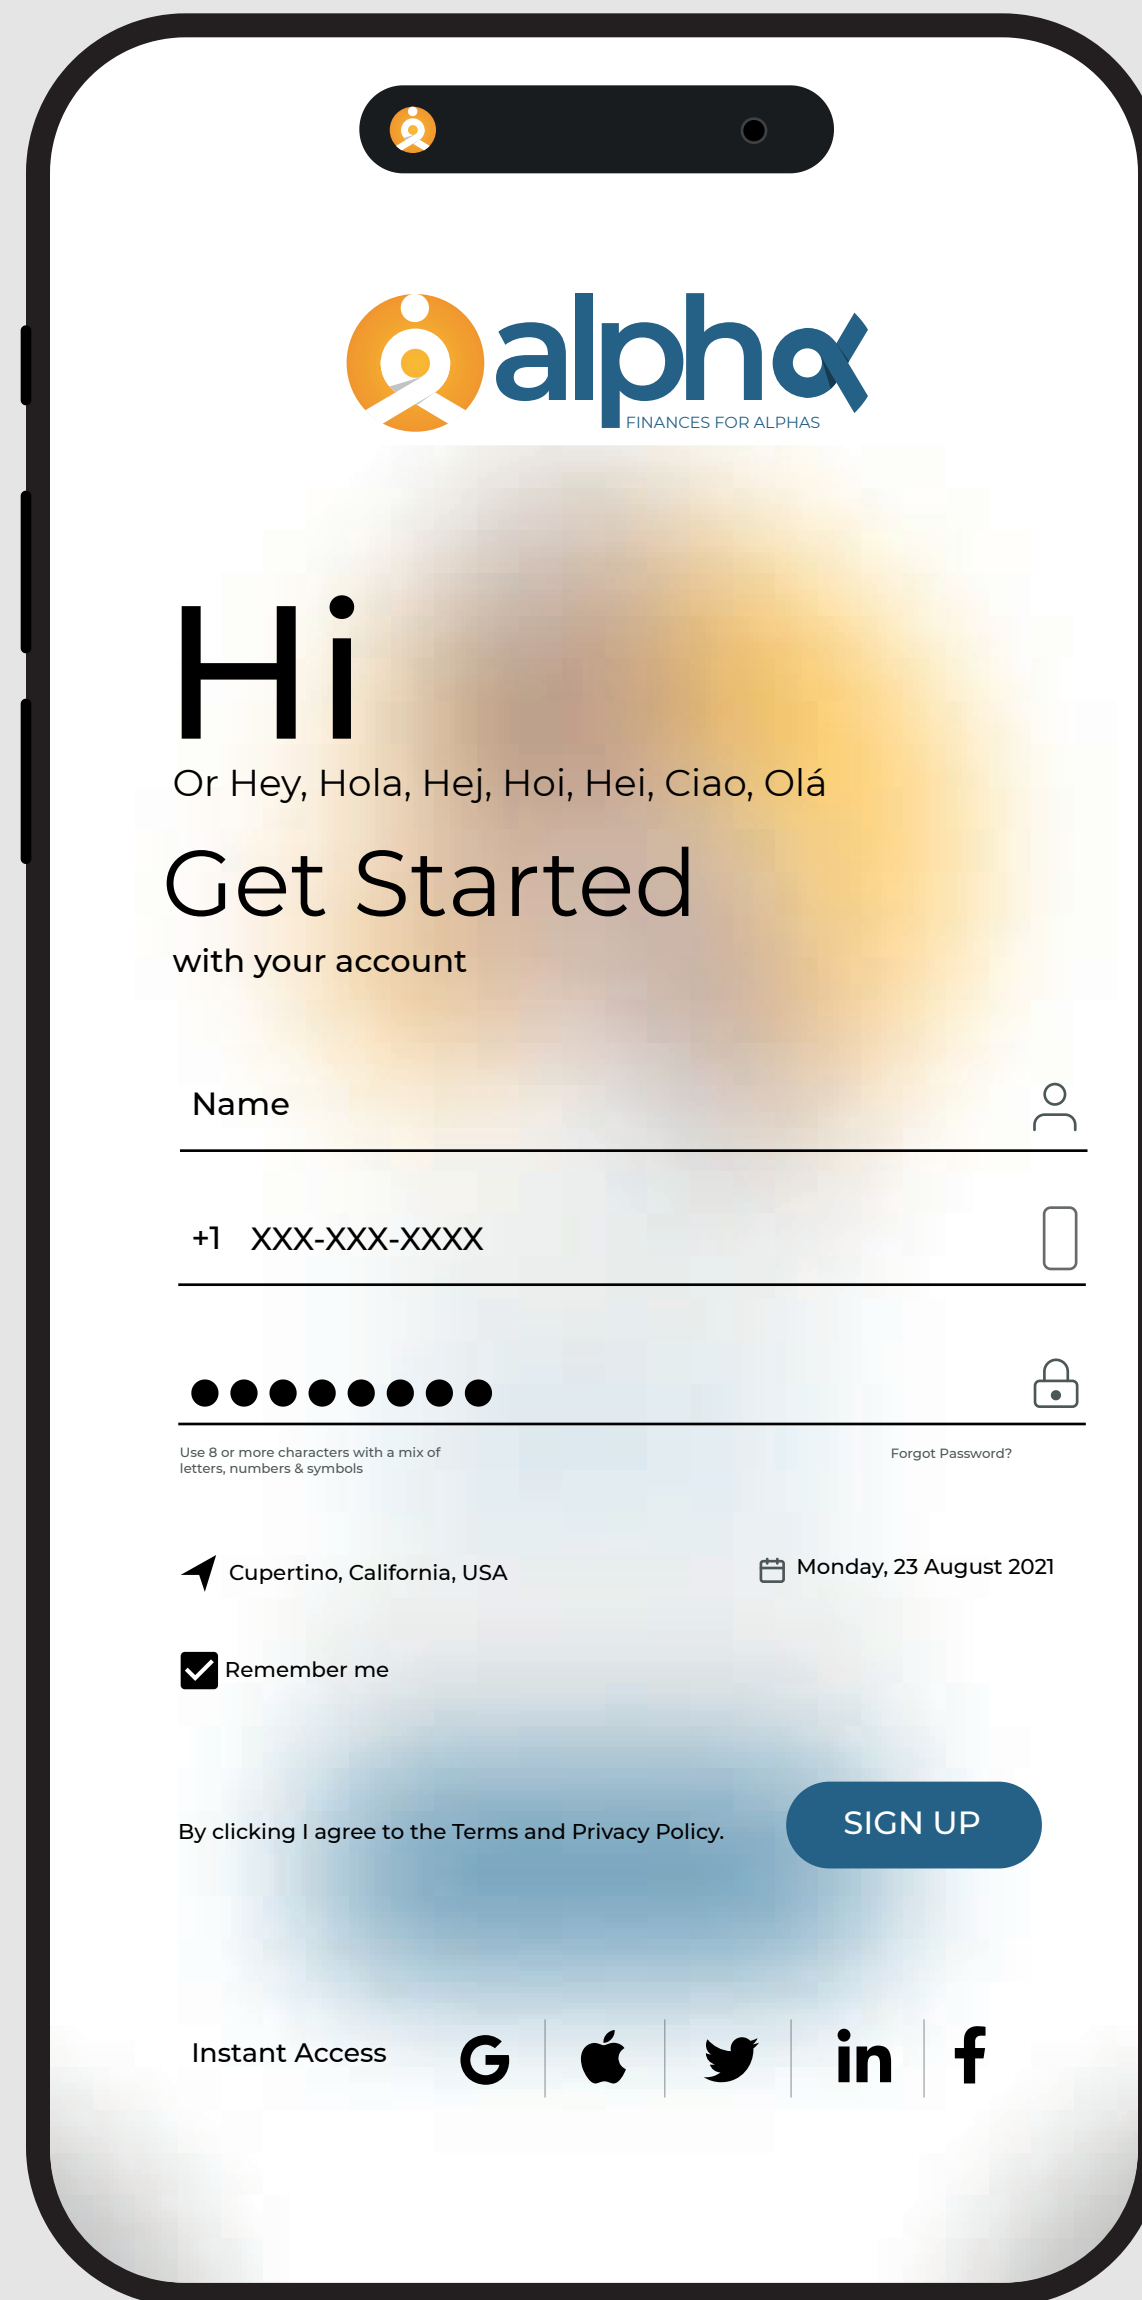 alpha
FINANCES FOR ALPHAS
Hi
Or Hey, Hola, Hej, Hoi, Hei, Ciao, Olá
Get Started
with your account
Name
+1 XXX-XXX-XXXX
Use 8 or more characters with a mix of
letters, numbers & symbols
Forgot Password?
Cupertino, California, USA
Monday, 23 August 2021
Remember me
By clicking I agree to the Terms and Privacy Policy.
SIGN UP
Instant Access
G
in
f